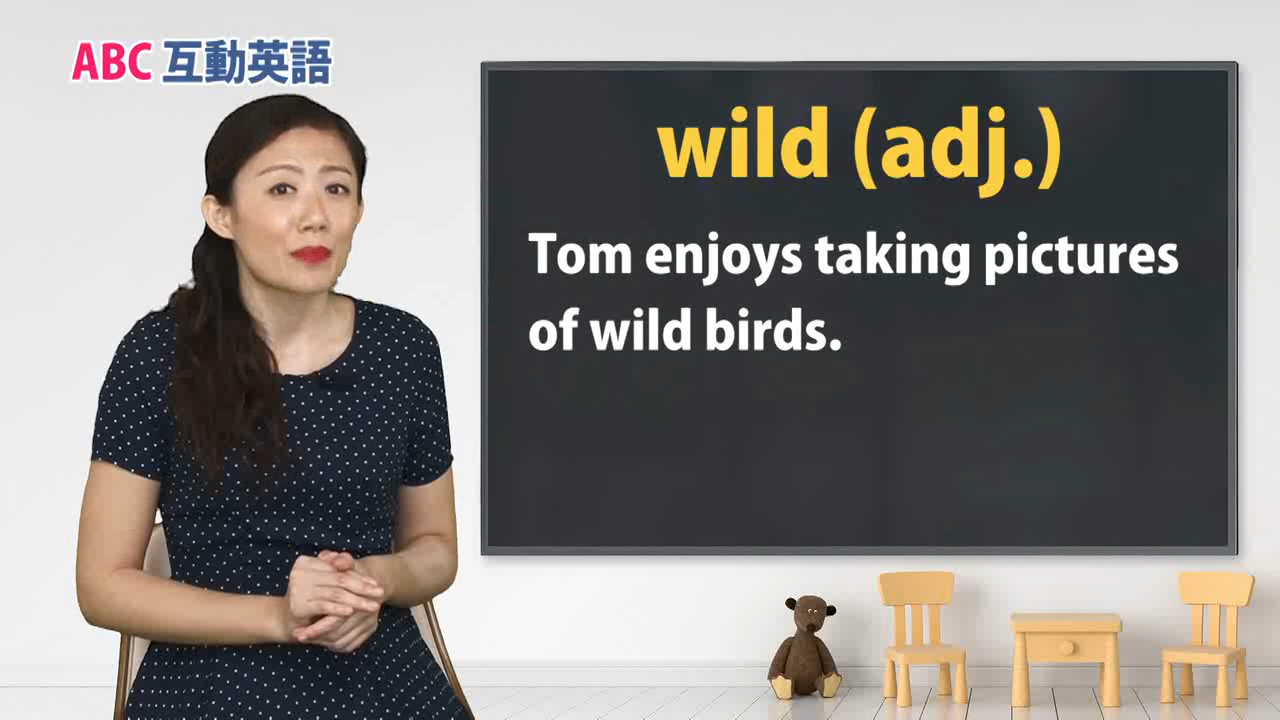 ABC 互動英語
wild (adj.)
Tom enjoys taking pictures
of wild birds.